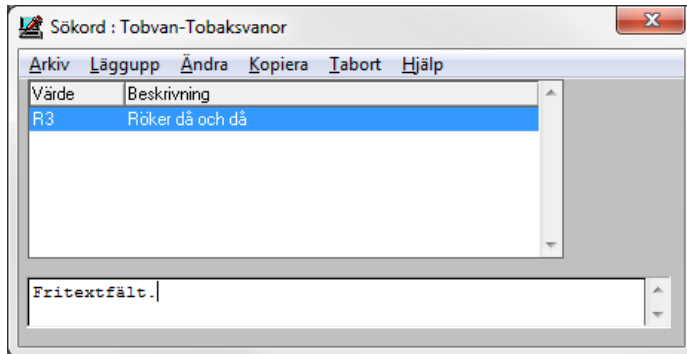 Sökord : Tobvan-Tobaksvanor
Arkiv Läggupp Ändra Kopiera Tabort Hjälp
Värde Beskrivning
R3 Röker då och då
Fritextfält.